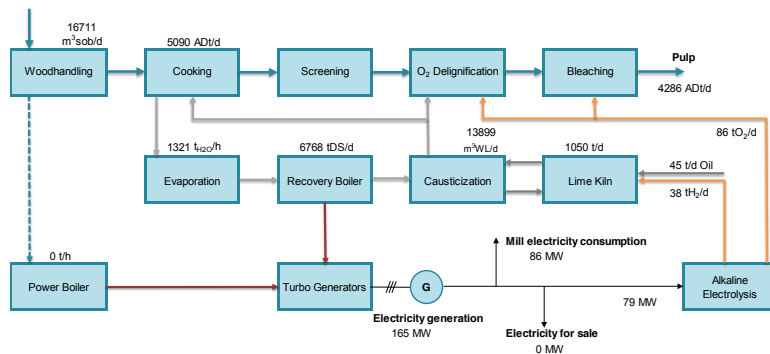 16711
m³sob/d
5090 ADt/d
Pulp
Woodhandling
Cooking
Screening
O₂ Delignification
Bleaching
4286 ADt/d
1321 tH2O/h
6768 tDS/d
13899
m³WL/d
1050 t/d
86 tO₂/d
Evaporation
Recovery Boiler
Causticization
Lime Kiln
45 t/d Oil
38 tH₂/d
0 t/h
Mill electricity consumption
86 MW
Power Boiler
Turbo Generators
G
Alkaline
Electrolysis
79 MW
Electricity generation
165 MW
Electricity for sale
0 MW